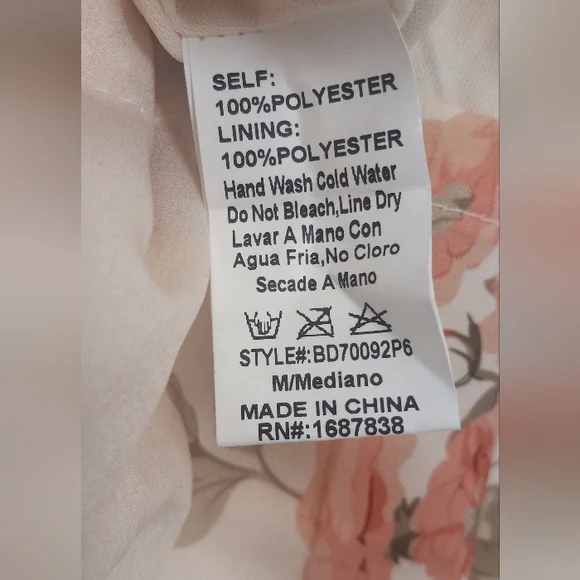 SELF:
100%POLYESTER
LINING:
100%POLYESTER
Hand Wash Cold Water
Do Not Bleach,Line Dry
Lavar A Mano Con
Agua Fria,No Cloro
Secade A Mano
STYLE#:BD70092P6
M/Mediano
MADE IN CHINA
RN#:1687838